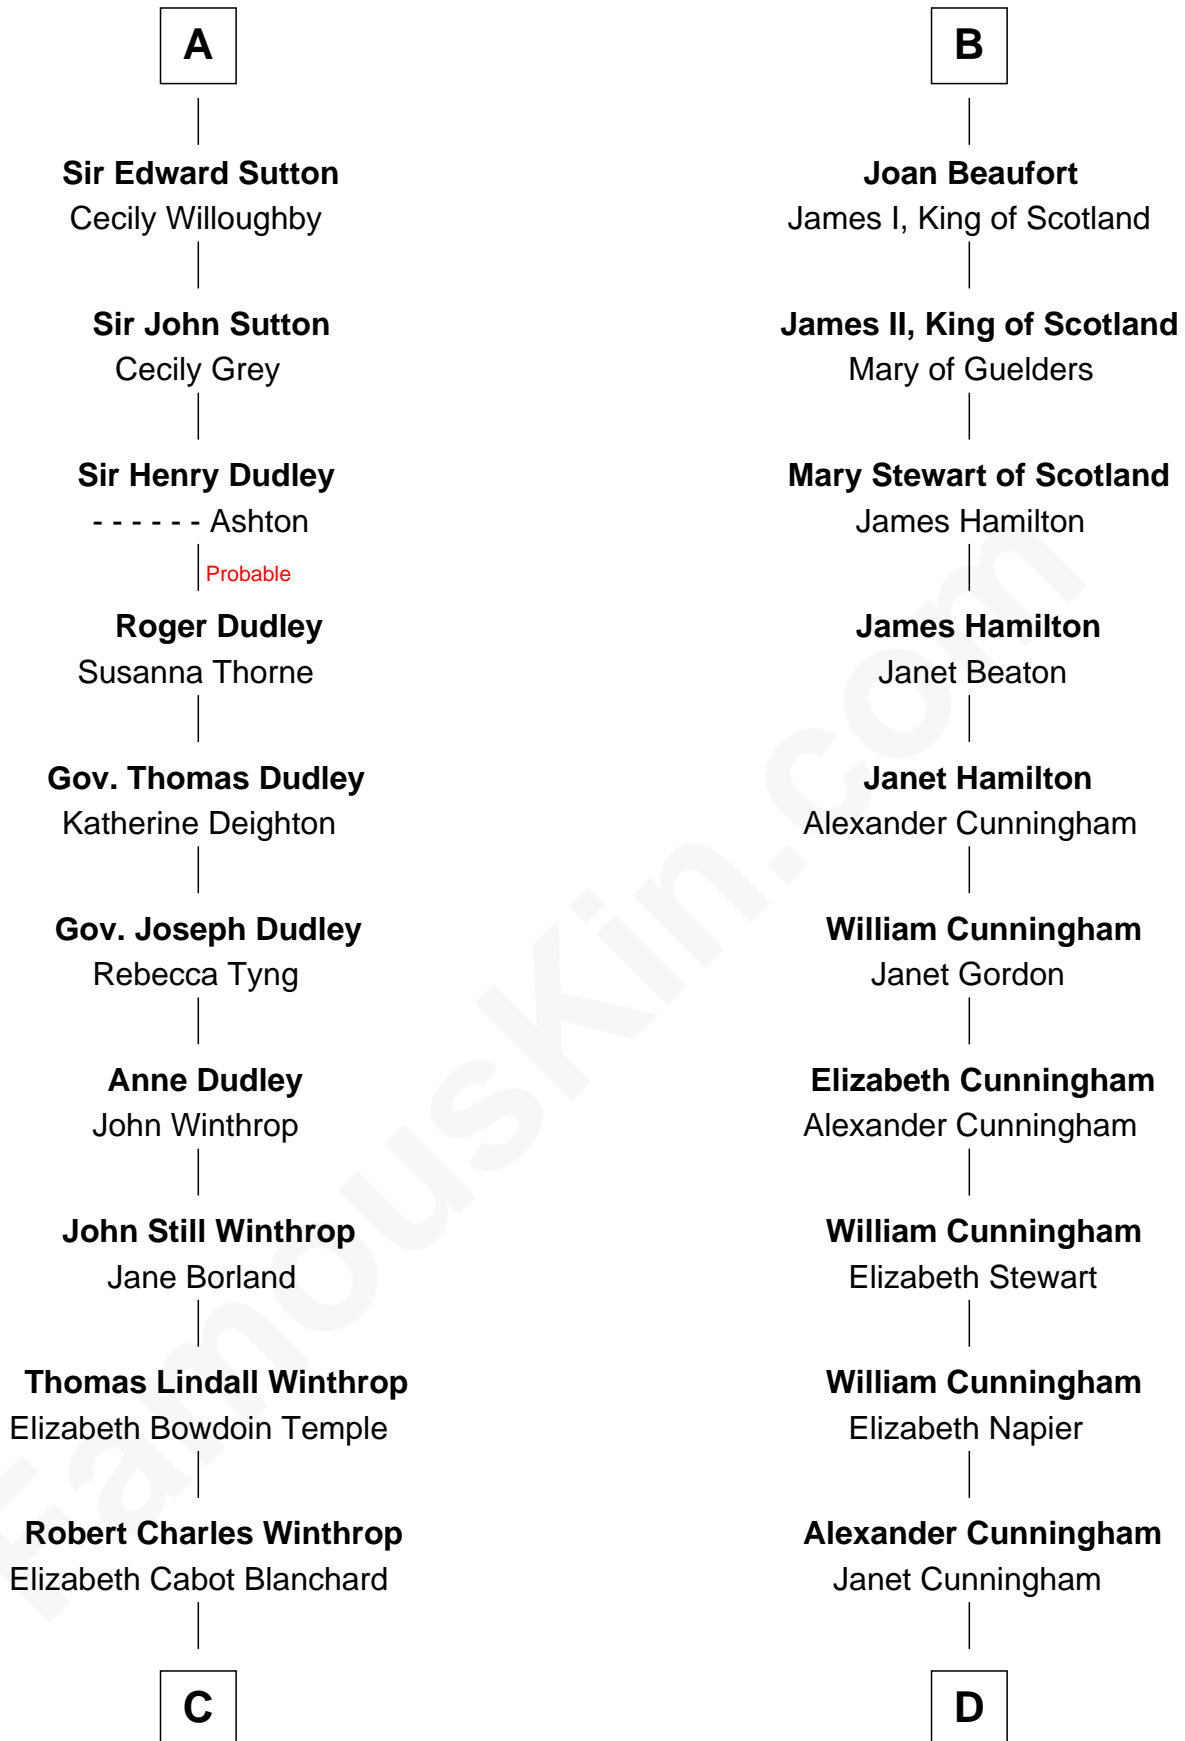 A
Sir Edward Sutton
Cecily Willoughby
Sir John Sutton
Cecily Grey
Sir Henry Dudley
- - - - - - Ashton
Probable
Roger Dudley
Susanna Thorne
Gov. Thomas Dudley
Katherine Deighton
Gov. Joseph Dudley
Rebecca Tyng
Anne Dudley
John Winthrop
John Still Winthrop
Jane Borland
Thomas Lindall Winthrop
Elizabeth Bowdoin Temple
Robert Charles Winthrop
Elizabeth Cabot Blanchard
C
B
Joan Beaufort
James I, King of Scotland
James II, King of Scotland
Mary of Guelders
Mary Stewart of Scotland
James Hamilton
James Hamilton
Janet Beaton
Janet Hamilton
Alexander Cunningham
William Cunningham
Janet Gordon
Elizabeth Cunningham
Alexander Cunningham
William Cunningham
Elizabeth Stewart
William Cunningham
Elizabeth Napier
Alexander Cunningham
Janet Cunningham
D
FamousKin.com